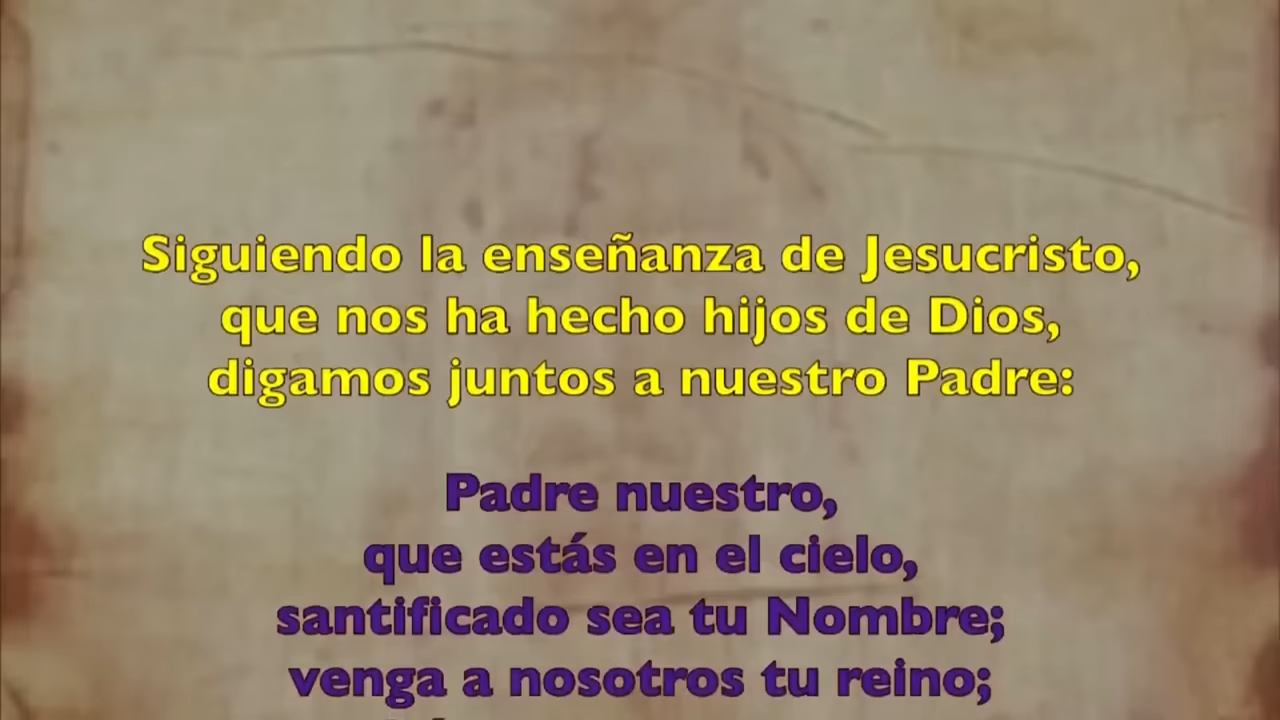 Siguiendo la enseñanza de Jesucristo,
que nos ha hecho hijos de Dios,
digamos juntos a nuestro Padre:
Padre nuestro,
que estás en el cielo,
santificado sea tu Nombre;
venga a nosotros tu reino;